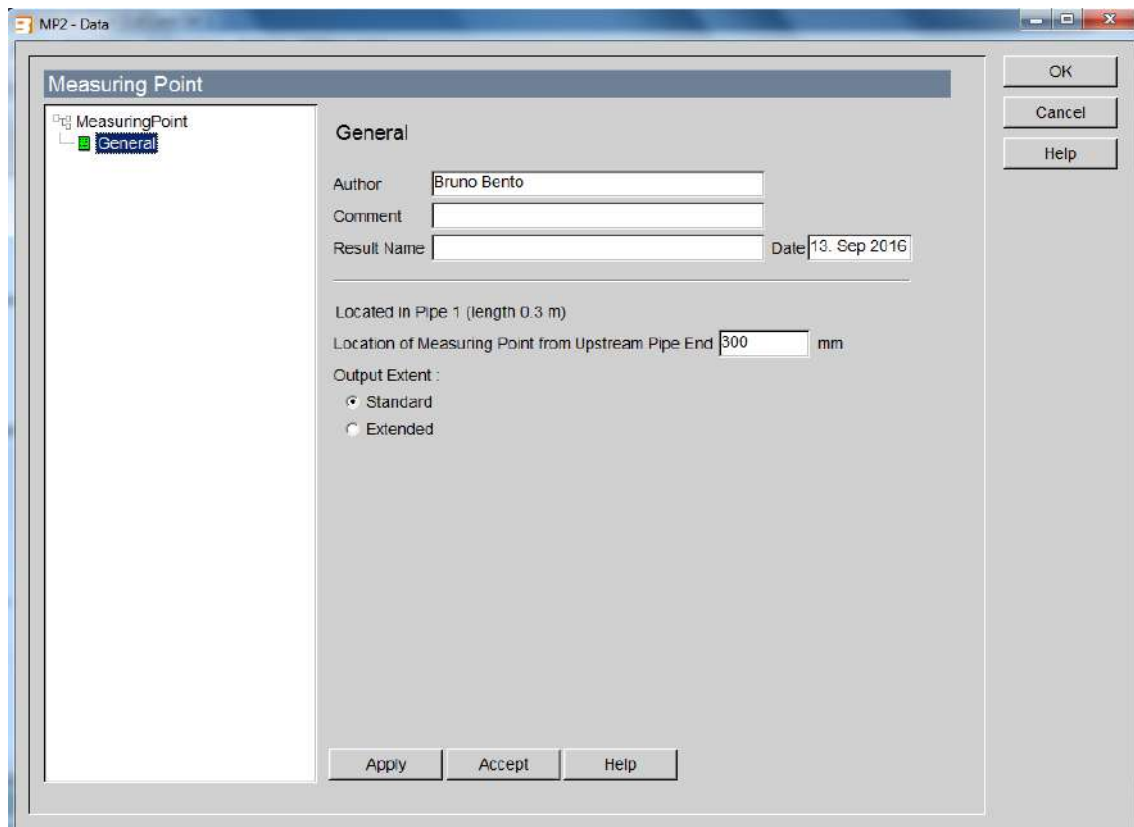 MP2 - Data
Measuring Point
MeasuringPoint
General
General
Author Bruno Bento
Comment
Result Name Date 13. Sep 2016
Located in Pipe 1 (length 0.3 m)
Location of Measuring Point from Upstream Pipe End 300 mm
Output Extent :
Standard
Extended
Apply Accept Help
OK
Cancel
Help